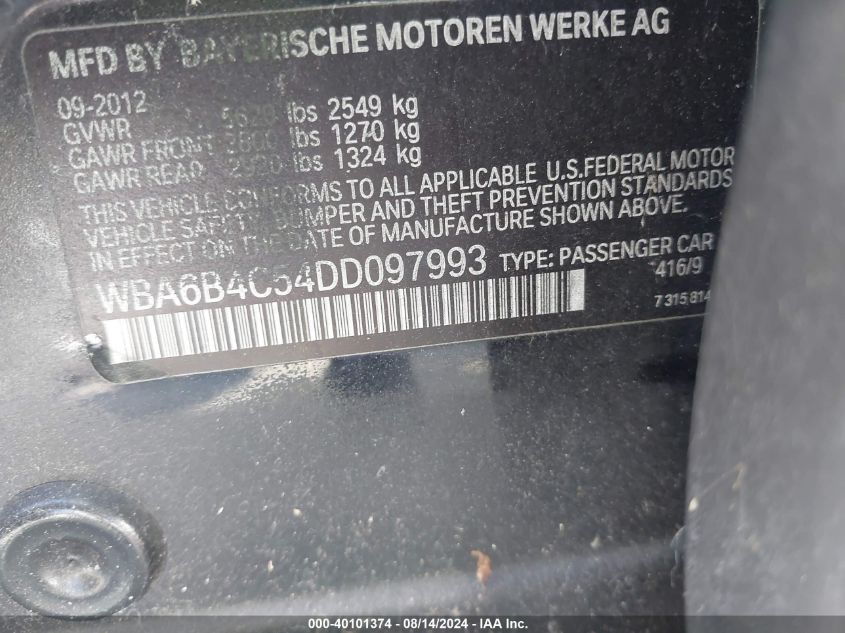 MFD BY BAYERISCHE MOTOREN WERKE AG
09-2012
GVWR 5620 lbs 2549 kg
GAWR FRONT 2800 lbs 1270 kg
GAWR REAR 2920 lbs 1324 kg
THIS VEHICLE CONFORMS TO ALL APPLICABLE U.S.FEDERAL MOTOR
VEHICLE SAFETY, BUMPER AND THEFT PREVENTION STANDARDS
IN EFFECT ON THE DATE OF MANUFACTURE SHOWN ABOVE.
WBA6B4C54DD097993 TYPE: PASSENGER CAR
416/9
7 315 814
000-40101374 - 08/14/2024 - IAA Inc.